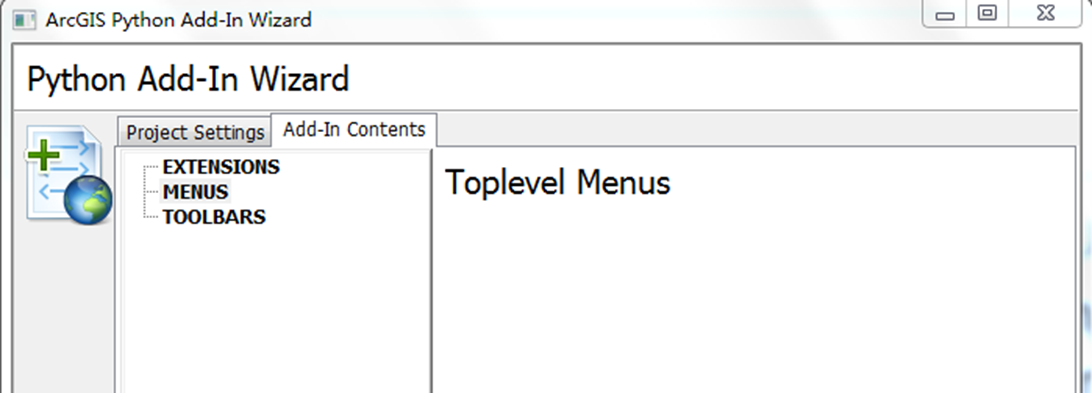 ArcGIS Python Add-In Wizard
Python Add-In Wizard
Project Settings
Add-In Contents
EXTENSIONS
MENUS
TOOLBARS
Toplevel Menus